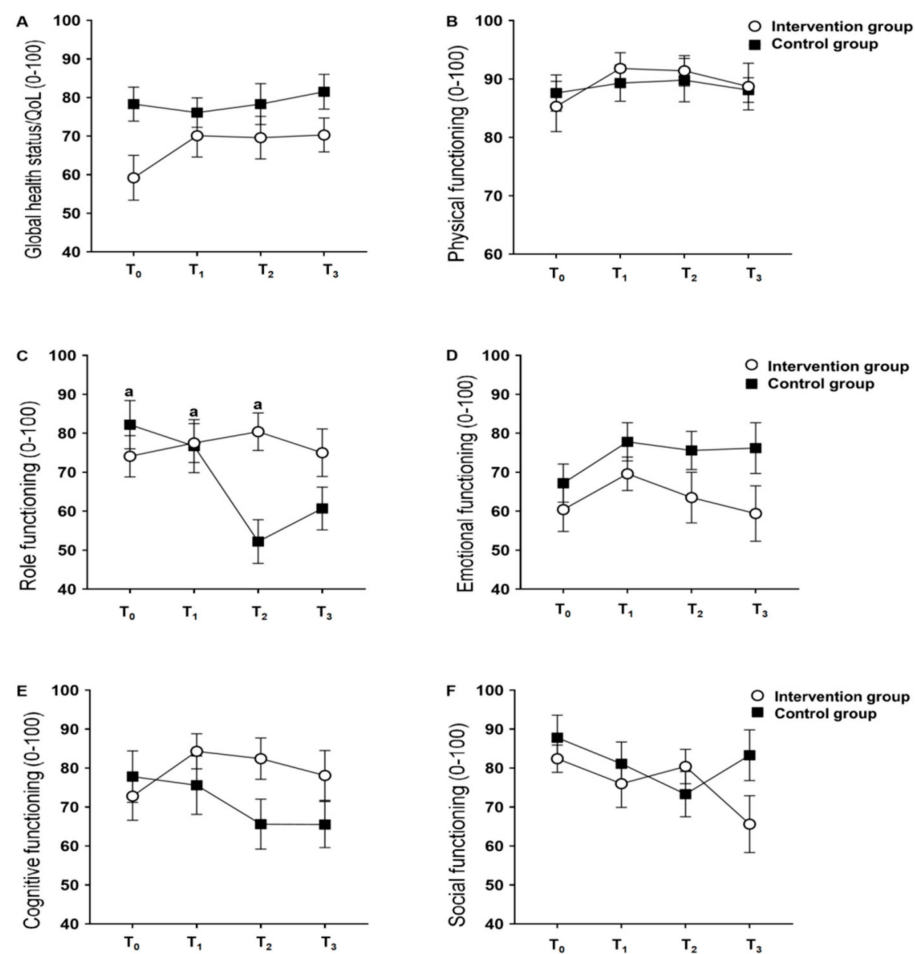 A
Global health status/QoL (0-100)
100
90
80
70
60
50
40
T0 T1 T2 T3
B
Physical functioning (0-100)
100
90
80
90
60
T0 T1 T2 T3
Intervention group
Control group
C
Role functioning (0-100)
100
90
80
70
60
50
40
a a a
T0 T1 T2 T3
D
Emotional functioning (0-100)
100
90
80
70
60
50
40
T0 T1 T2 T3
Intervention group
Control group
E
Cognitive functioning (0-100)
100
90
80
70
60
50
40
T0 T1 T2 T3
F
Social functioning (0-100)
100
90
80
70
60
50
40
T0 T1 T2 T3
Intervention group
Control group